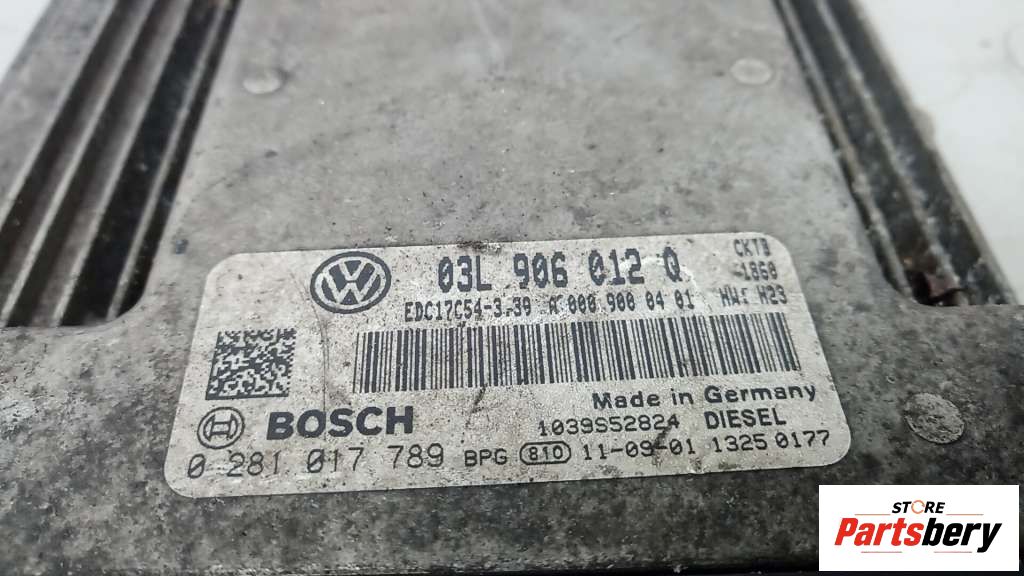 03L 906 012 Q
CKTB
-1860
EDC17C54-3.39 A 000 900 04 01 HW: H23
Made in Germany
BOSCH
1039S52824 DIESEL
0 281 017 789 BPG 810 11-09-01 1325 0177
STORE
Partsbery